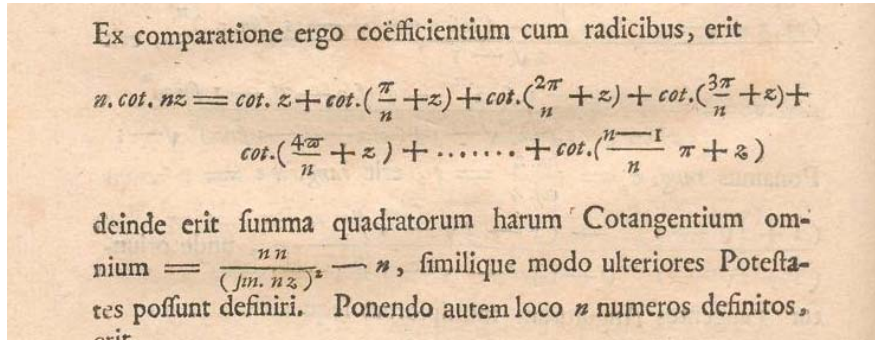 Ex comparatione ergo coëfficientium cum radicibus, erit
n. cot. nz = cot. z + cot. (π/n + z) + cot. (2π/n + z) + cot. (3π/n + z) +
cot. (4ϖ/n + z) + ....... + cot. (n—1/n π + z)
deinde erit ſumma quadratorum harum Cotangentium om-
nium = nn/(ſin. nz)² — n, ſimilique modo ulteriores Poteſta-
tes poſſunt definiri. Ponendo autem loco n numeros definitos,